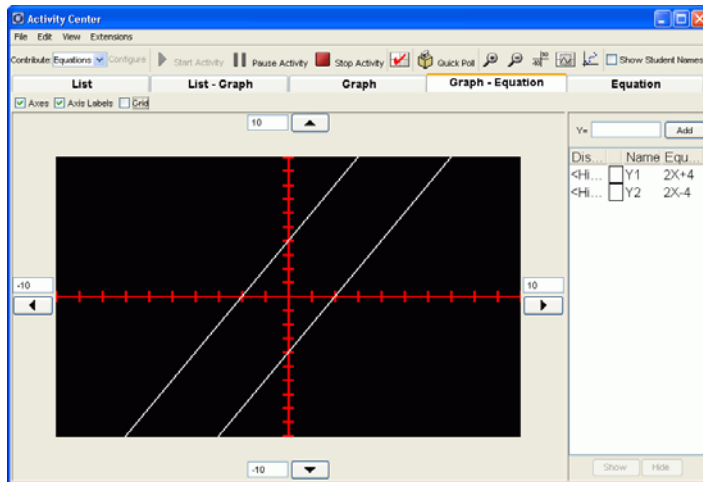 Activity Center
File Edit View Extensions
Contribute: Equations Configure Start Activity Pause Activity Stop Activity Quick Poll Show Student Names
List List - Graph Graph Graph - Equation Equation
Axes Axis Labels Grid
10
Y= Add
Dis... Name Equ...
<Hi... Y1 2X+4
<Hi... Y2 2X-4
-10 10
-10
Show Hide